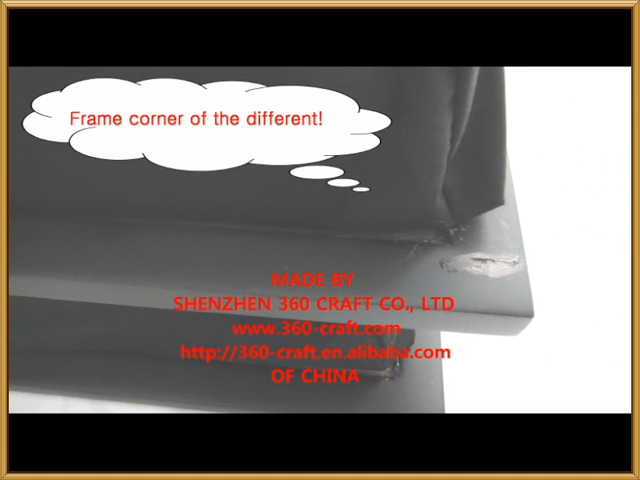 Frame corner of the different!
MADE BY
SHENZHEN 360 CRAFT CO., LTD
www.360-craft.com
http://360-craft.en.alibaba.com
OF CHINA